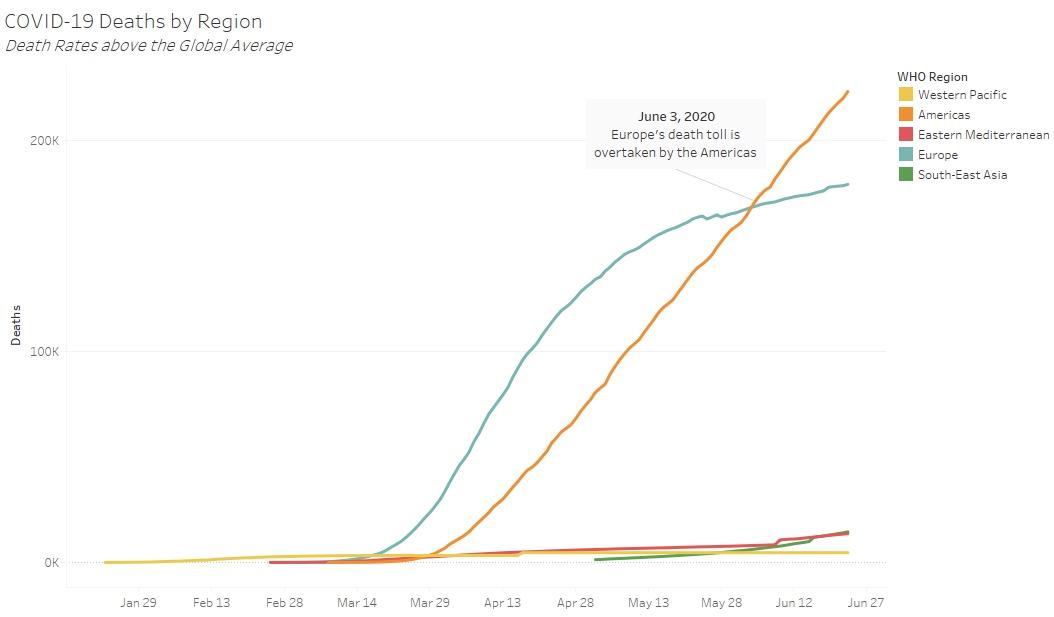 COVID-19 Deaths by Region
Death Rates above the Global Average
WHO Region
Western Pacific
Americas
Eastern Mediterranean
Europe
South-East Asia
June 3, 2020
Europe's death toll is
overtaken by the Americas
Deaths
200K
100K
0K
Jan 29 Feb 13 Feb 28 Mar 14 Mar 29 Apr 13 Apr 28 May 13 May 28 Jun 12 Jun 27